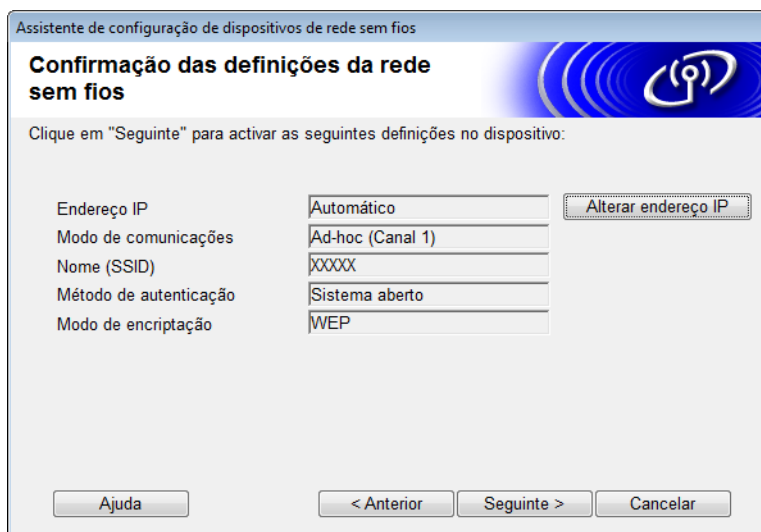 Assistente de configuração de dispositivos de rede sem fios
Confirmação das definições da rede
sem fios
Clique em "Seguinte" para activar as seguintes definições no dispositivo:
Endereço IP Automático Alterar endereço IP
Modo de comunicações Ad-hoc (Canal 1)
Nome (SSID) XXXXX
Método de autenticação Sistema aberto
Modo de encriptação WEP
Ajuda < Anterior Seguinte > Cancelar